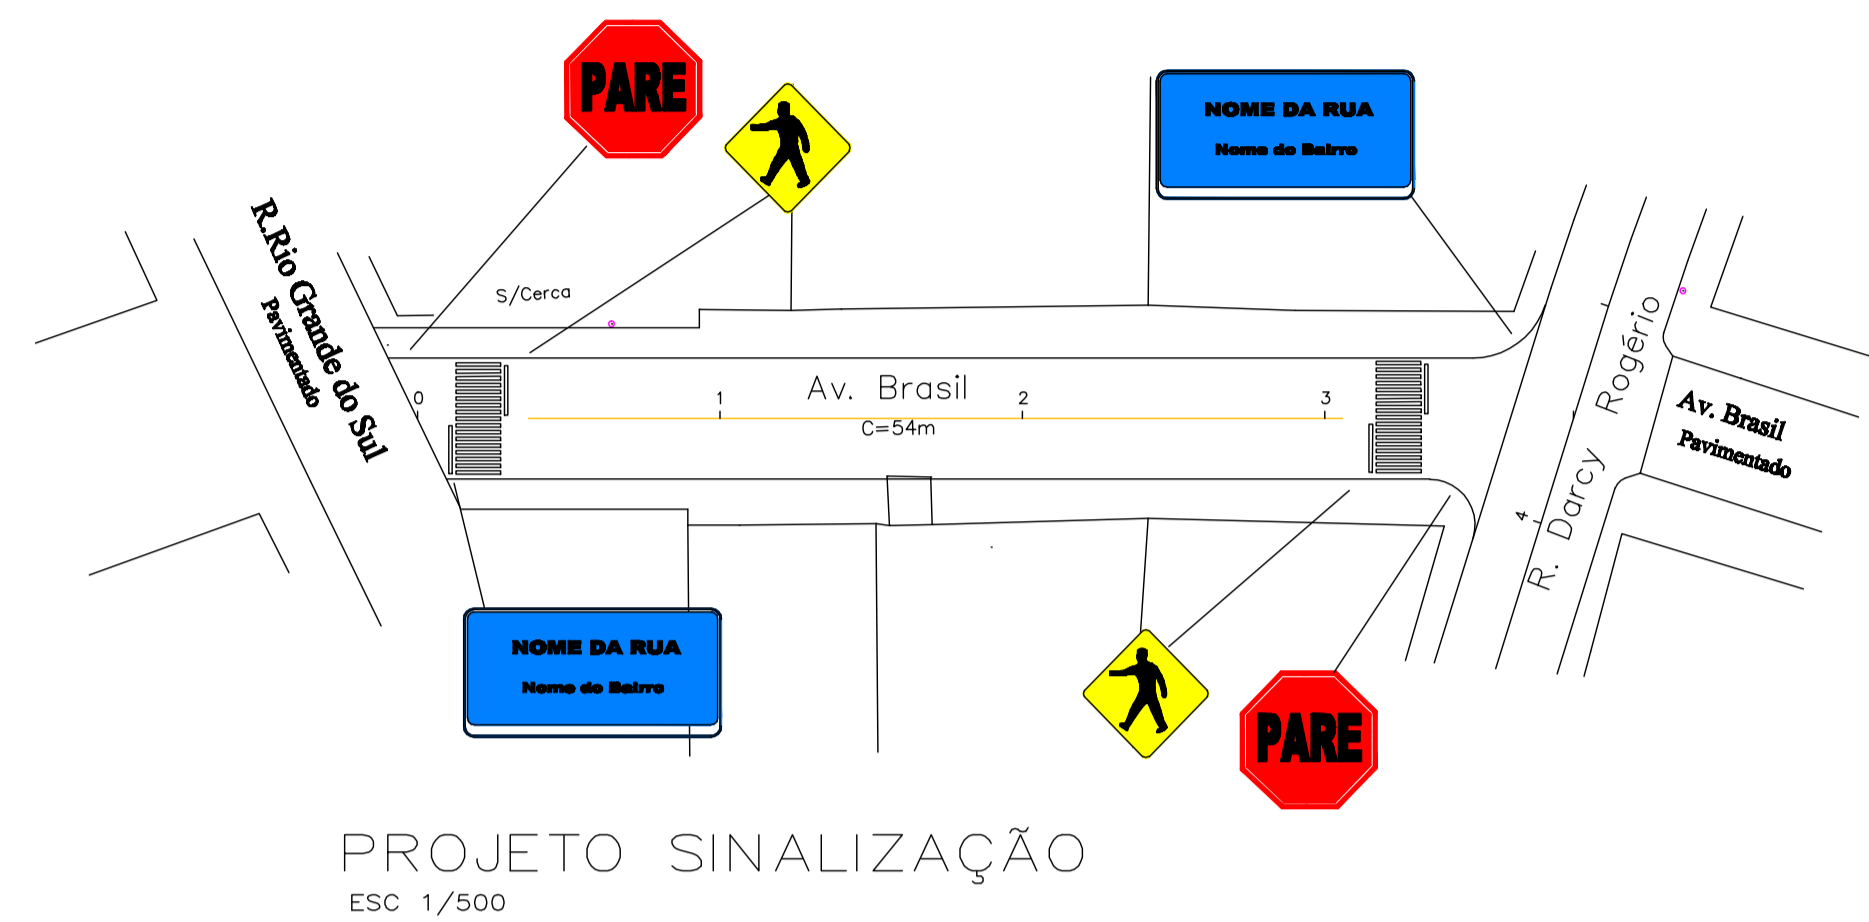 PARE
NOME DA RUA
Nome do Bairro
R.Rio Grande do Sul
Pavimentado
S/Cerca
0
1
2
3
4
Av. Brasil
C=54m
R. Darcy Rogério
Av. Brasil
Pavimentado
NOME DA RUA
Nome do Bairro
PARE
PROJETO SINALIZAÇÃO
ESC 1/500